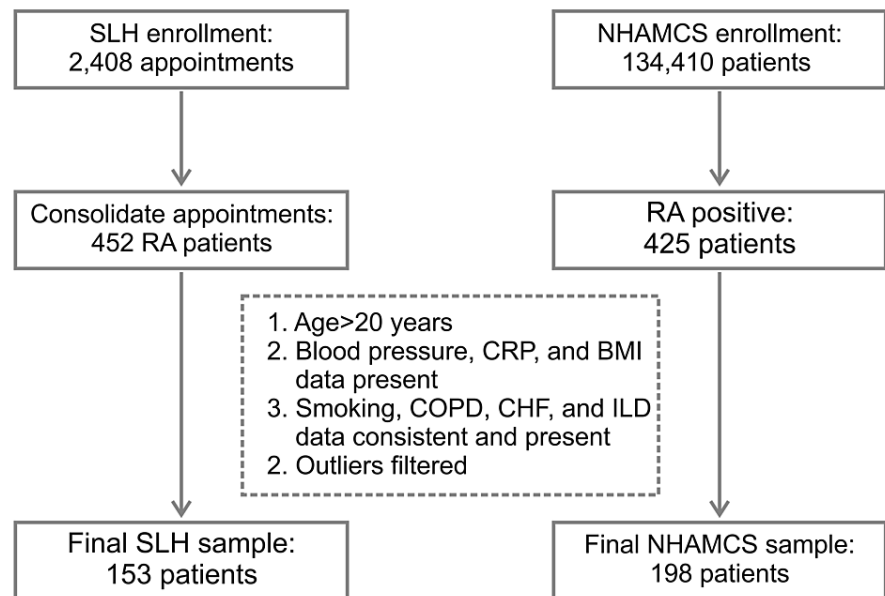 SLH enrollment:
2,408 appointments
NHAMCS enrollment:
134,410 patients
Consolidate appointments:
452 RA patients
RA positive:
425 patients
1. Age>20 years
2. Blood pressure, CRP, and BMI
data present
3. Smoking, COPD, CHF, and ILD
data consistent and present
2. Outliers filtered
Final SLH sample:
153 patients
Final NHAMCS sample:
198 patients